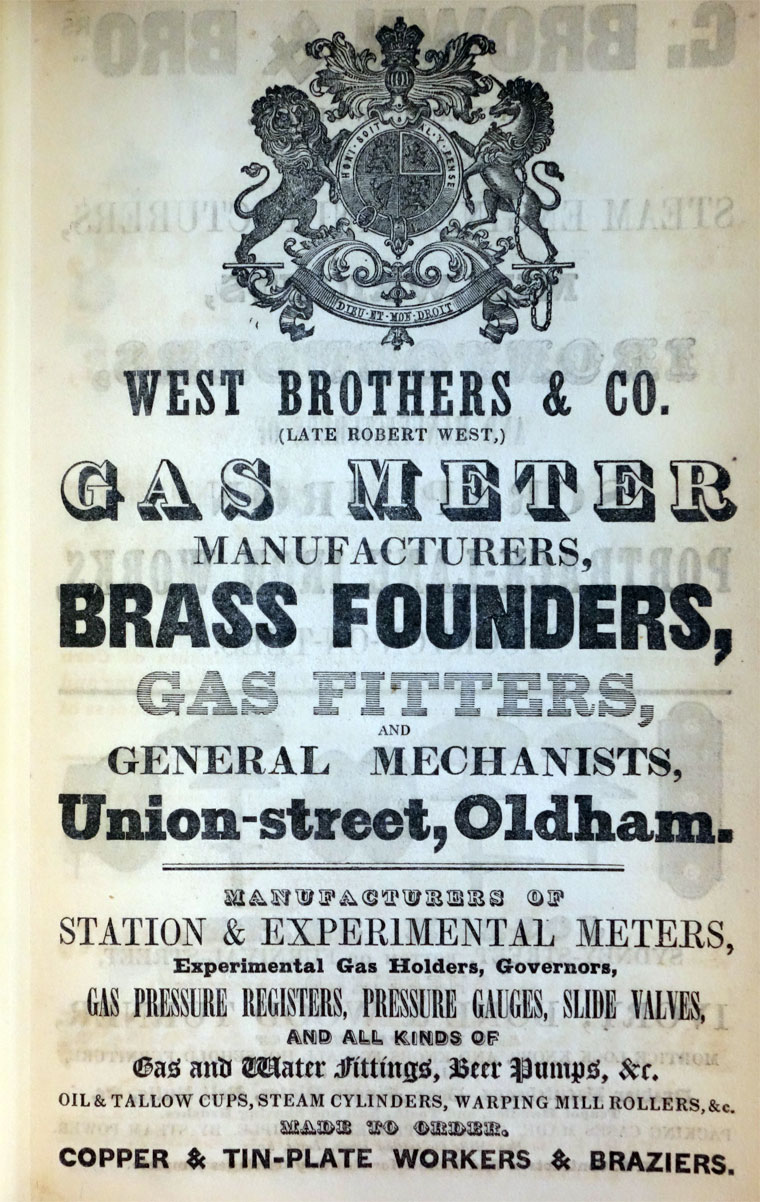 HONI · SOIT AL · Y · PENSE
DIEU · ET · MON · DROIT
WEST BROTHERS & CO.
(LATE ROBERT WEST,)
GAS METER
MANUFACTURERS,
BRASS FOUNDERS,
GAS FITTERS,
AND
GENERAL MECHANISTS,
Union-street, Oldham.
MANUFACTURERS OF
STATION & EXPERIMENTAL METERS,
Experimental Gas Holders, Governors,
GAS PRESSURE REGISTERS, PRESSURE GAUGES, SLIDE VALVES,
AND ALL KINDS OF
Gas and Water Fittings, Beer Pumps, &c.
OIL & TALLOW CUPS, STEAM CYLINDERS, WARPING MILL ROLLERS, &c.
MADE TO ORDER.
COPPER & TIN-PLATE WORKERS & BRAZIERS.